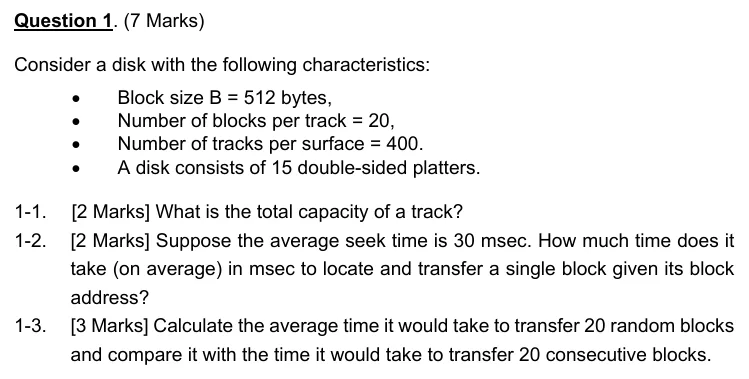 Question 1. (7 Marks)
Consider a disk with the following characteristics:
• Block size B = 512 bytes,
• Number of blocks per track = 20,
• Number of tracks per surface = 400.
• A disk consists of 15 double-sided platters.
1-1. [2 Marks] What is the total capacity of a track?
1-2. [2 Marks] Suppose the average seek time is 30 msec. How much time does it
take (on average) in msec to locate and transfer a single block given its block
address?
1-3. [3 Marks] Calculate the average time it would take to transfer 20 random blocks
and compare it with the time it would take to transfer 20 consecutive blocks.